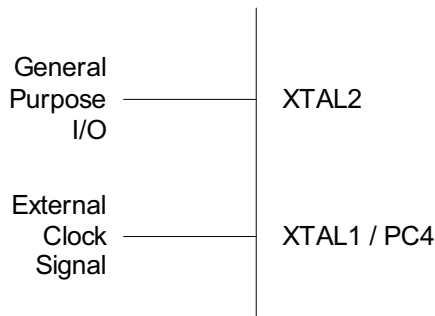 General
Purpose
I/O
XTAL2
External
Clock
Signal
XTAL1 / PC4